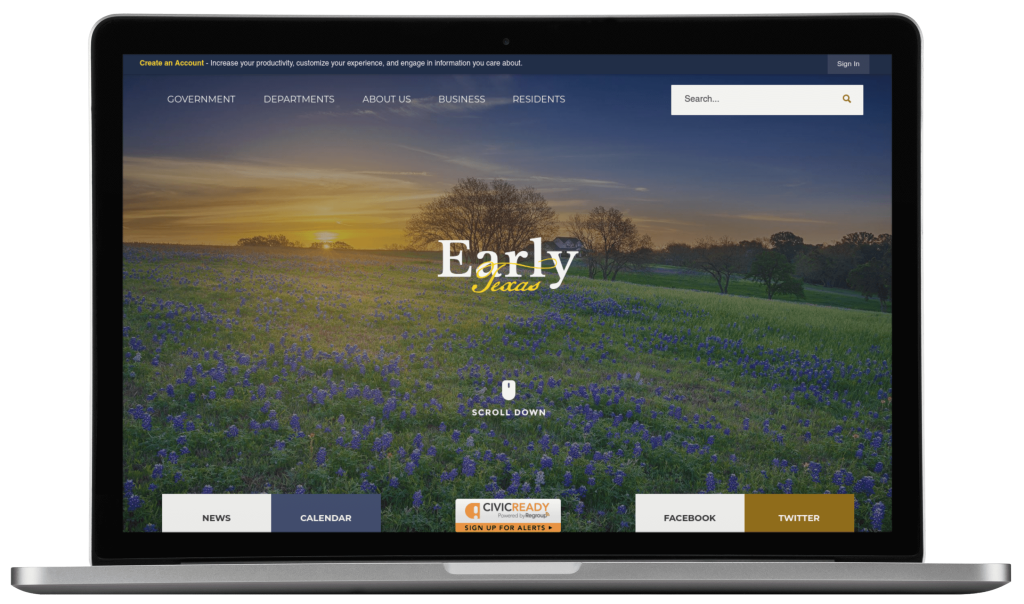 Create an Account - Increase your productivity, customize your experience, and engage in information you care about.
Sign In
GOVERNMENT DEPARTMENTS ABOUT US BUSINESS RESIDENTS
Search...
Early
Texas
SCROLL DOWN
NEWS
CALENDAR
CIVICREADY
Powered by Regroup
SIGN UP FOR ALERTS
FACEBOOK
TWITTER